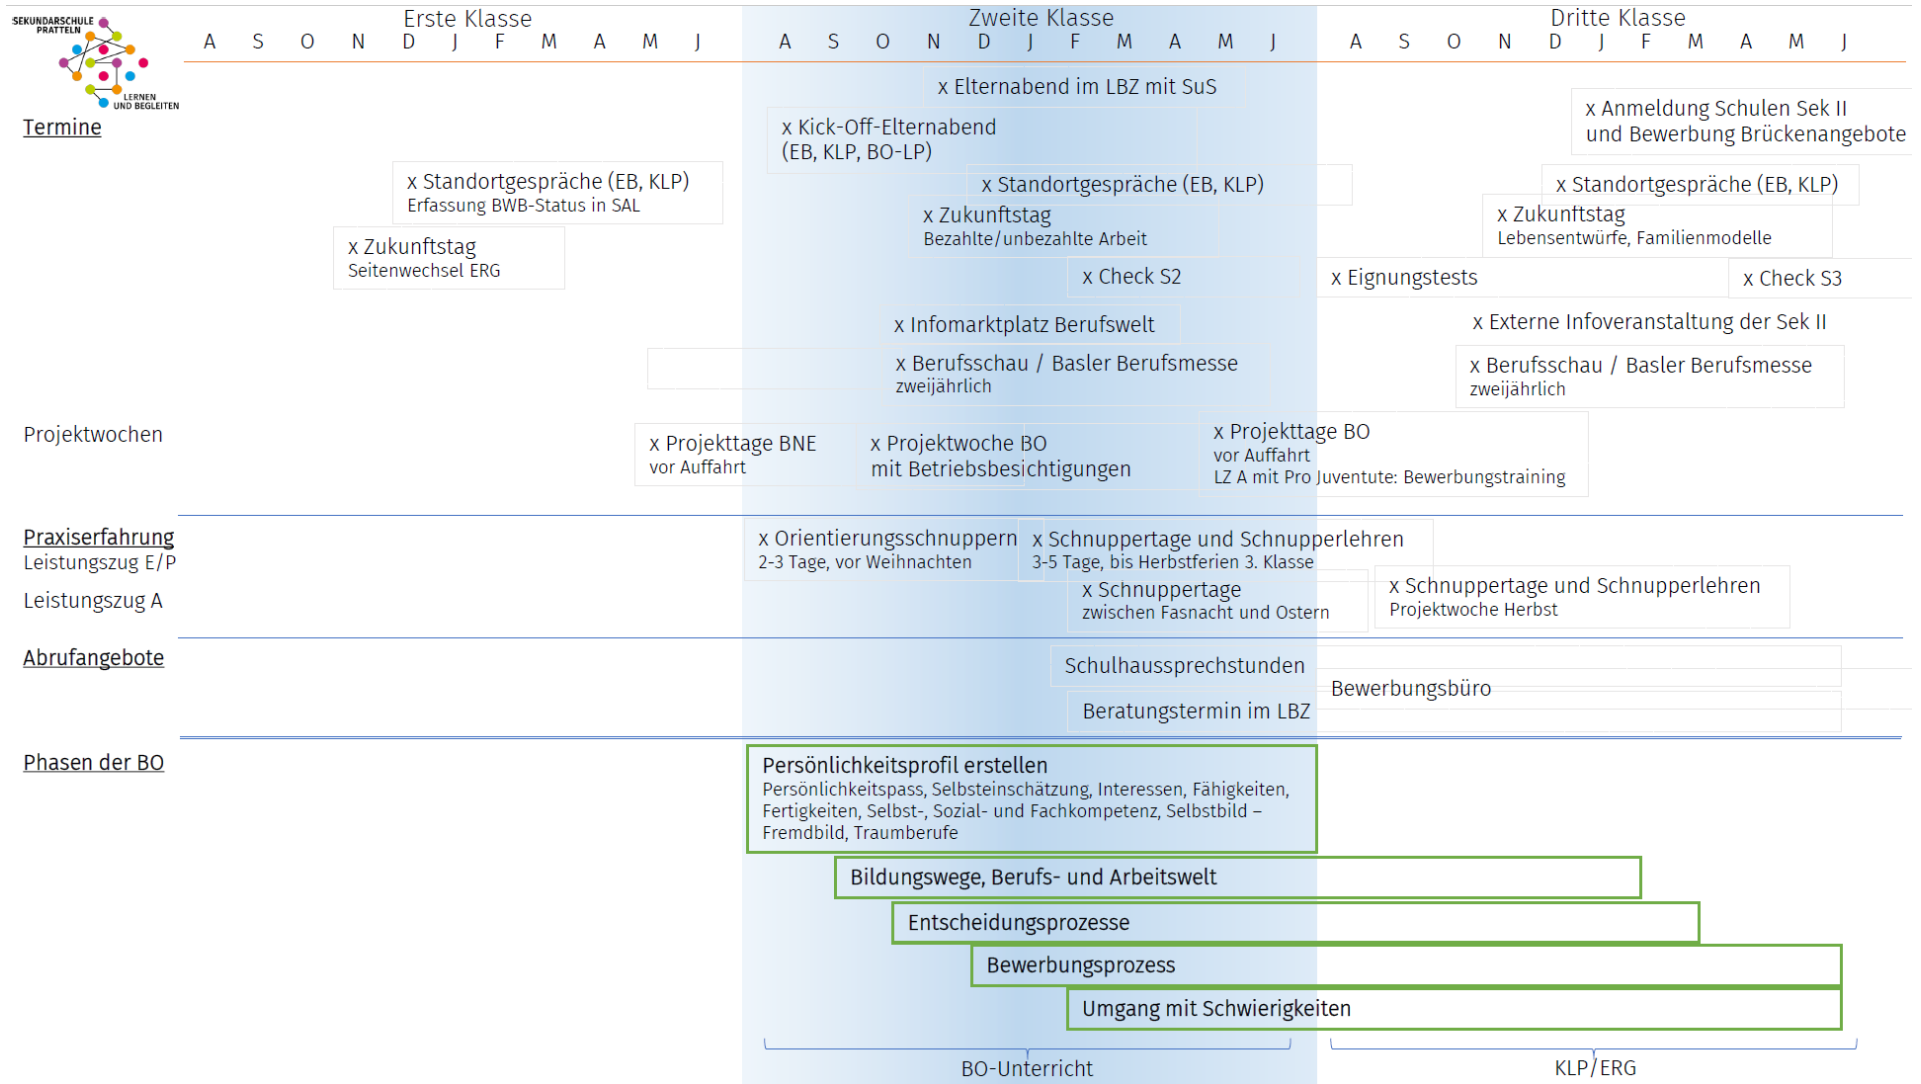 SEKUNDARSCHULE
PRATTELN
LERNEN
UND BEGLEITEN
Erste Klasse
Zweite Klasse
Dritte Klasse
A S O N D J F M A M J
A S O N D J F M A M J
A S O N D J F M A M J
Termine
x Elternabend im LBZ mit SuS
x Kick-Off-Elternabend
(EB, KLP, BO-LP)
x Anmeldung Schulen Sek II
und Bewerbung Brückenangebote
x Standortgespräche (EB, KLP)
Erfassung BWB-Status in SAL
x Standortgespräche (EB, KLP)
x Standortgespräche (EB, KLP)
x Zukunftstag
Seitenwechsel ERG
x Zukunftstag
Bezahlte/unbezahlte Arbeit
x Zukunftstag
Lebensentwürfe, Familienmodelle
x Check S2
x Eignungstests
x Check S3
x Infomarktplatz Berufswelt
x Externe Infoveranstaltung der Sek II
x Berufsschau / Basler Berufsmesse
zweijährlich
x Berufsschau / Basler Berufsmesse
zweijährlich
Projektwochen
x Projekttage BNE
vor Auffahrt
x Projektwoche BO
mit Betriebsbesichtigungen
x Projekttage BO
vor Auffahrt
LZ A mit Pro Juventute: Bewerbungstraining
Praxiserfahrung
Leistungszug E/P
x Orientierungsschnuppern
2-3 Tage, vor Weihnachten
x Schnuppertage und Schnupperlehren
3-5 Tage, bis Herbstferien 3. Klasse
Leistungszug A
x Schnuppertage
zwischen Fasnacht und Ostern
x Schnuppertage und Schnupperlehren
Projektwoche Herbst
Abrufangebote
Schulhaussprechstunden
Bewerbungsbüro
Beratungstermin im LBZ
Phasen der BO
Persönlichkeitsprofil erstellen
Persönlichkeitspass, Selbsteinschätzung, Interessen, Fähigkeiten,
Fertigkeiten, Selbst-, Sozial- und Fachkompetenz, Selbstbild –
Fremdbild, Traumberufe
Bildungswege, Berufs- und Arbeitswelt
Entscheidungsprozesse
Bewerbungsprozess
Umgang mit Schwierigkeiten
BO-Unterricht
KLP/ERG